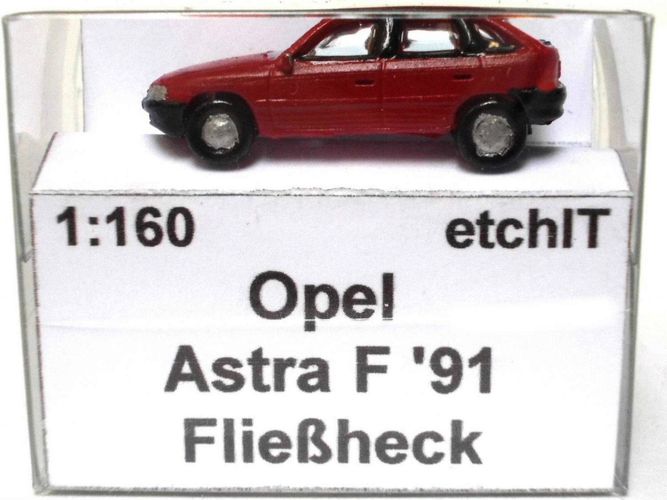 1:160 etchIT
Opel
Astra F '91
Fließheck